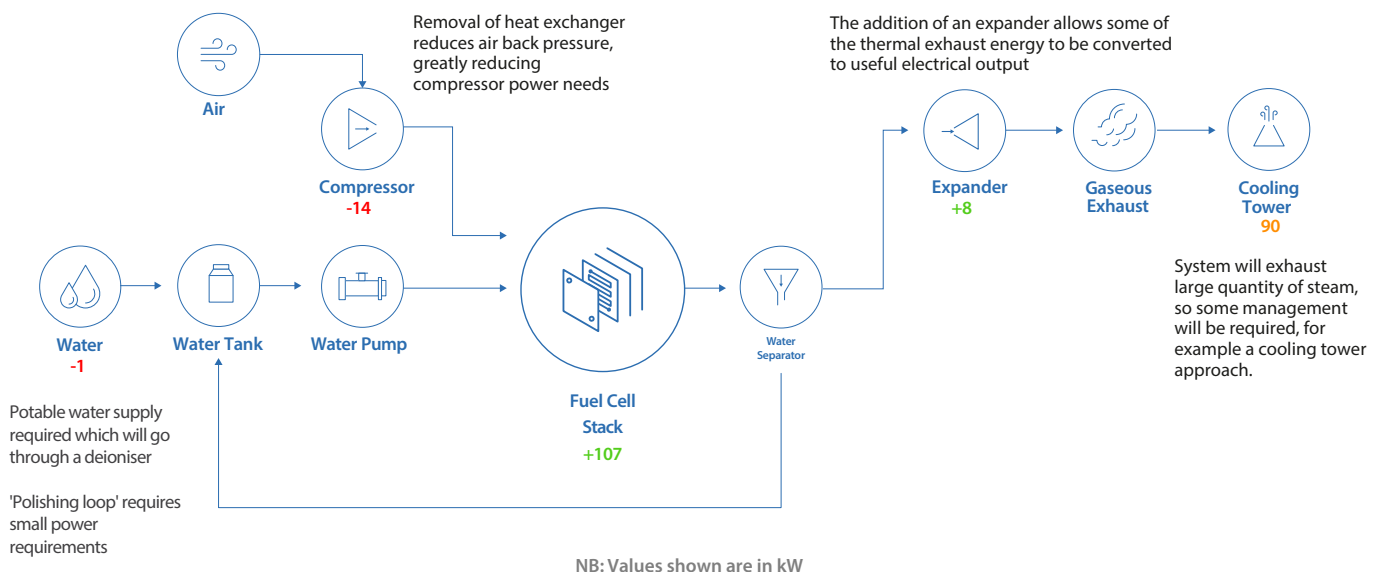 Removal of heat exchanger
reduces air back pressure,
greatly reducing
compressor power needs
The addition of an expander allows some of
the thermal exhaust energy to be converted
to useful electrical output
Air
Compressor
-14
Expander
+8
Gaseous
Exhaust
Cooling
Tower
90
System will exhaust
large quantity of steam,
so some management
will be required, for
example a cooling tower
approach.
Water
-1
Water Tank
Water Pump
Fuel Cell
Stack
+107
Water
Separator
Potable water supply
required which will go
through a deioniser
'Polishing loop' requires
small power
requirements
NB: Values shown are in kW